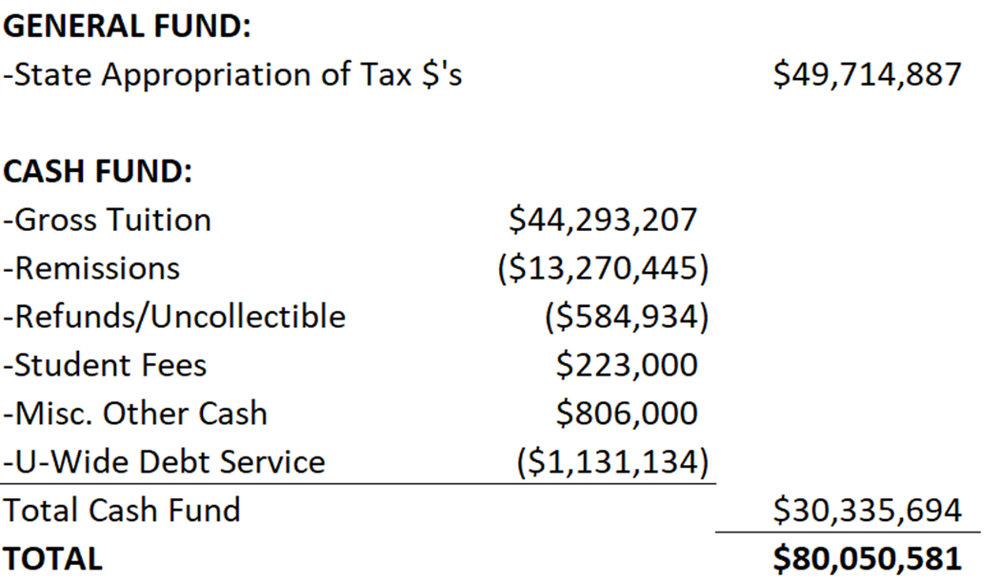 GENERAL FUND:
-State Appropriation of Tax $'s $49,714,887
CASH FUND:
-Gross Tuition $44,293,207
-Remissions ($13,270,445)
-Refunds/Uncollectible ($584,934)
-Student Fees $223,000
-Misc. Other Cash $806,000
-U-Wide Debt Service ($1,131,134)
Total Cash Fund $30,335,694
TOTAL $80,050,581